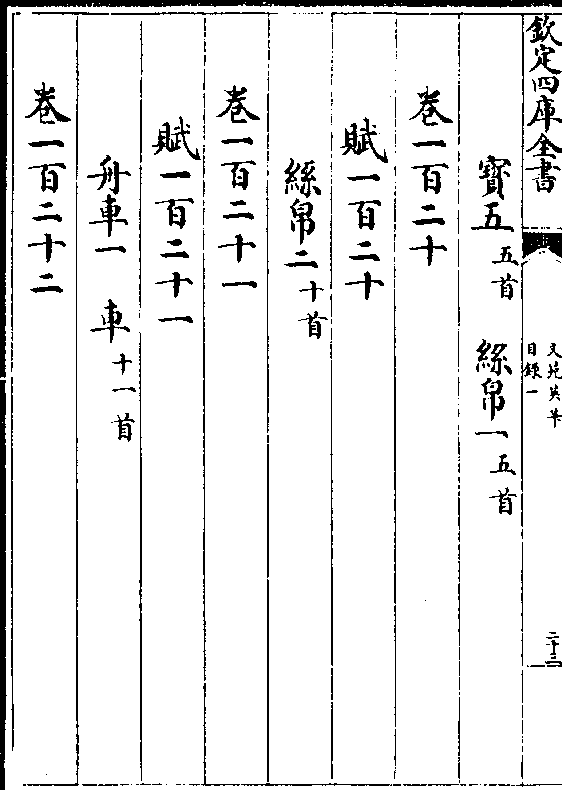 欽定四庫全書
文苑英華
目録一
二十三
寳五五首 絲帛一五首
卷一百二十
賦一百二十
絲帛二十首
卷一百二十一
賦一百二十一
舟車一 車十一首
卷一百二十二